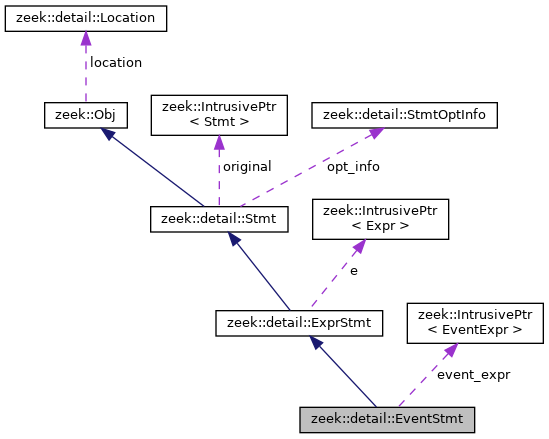 zeek::detail::Location
location
zeek::Obj
zeek::IntrusivePtr
< Stmt >
zeek::detail::StmtOptInfo
original
opt_info
zeek::detail::Stmt
zeek::IntrusivePtr
< Expr >
e
zeek::detail::ExprStmt
zeek::IntrusivePtr
< EventExpr >
event_expr
zeek::detail::EventStmt